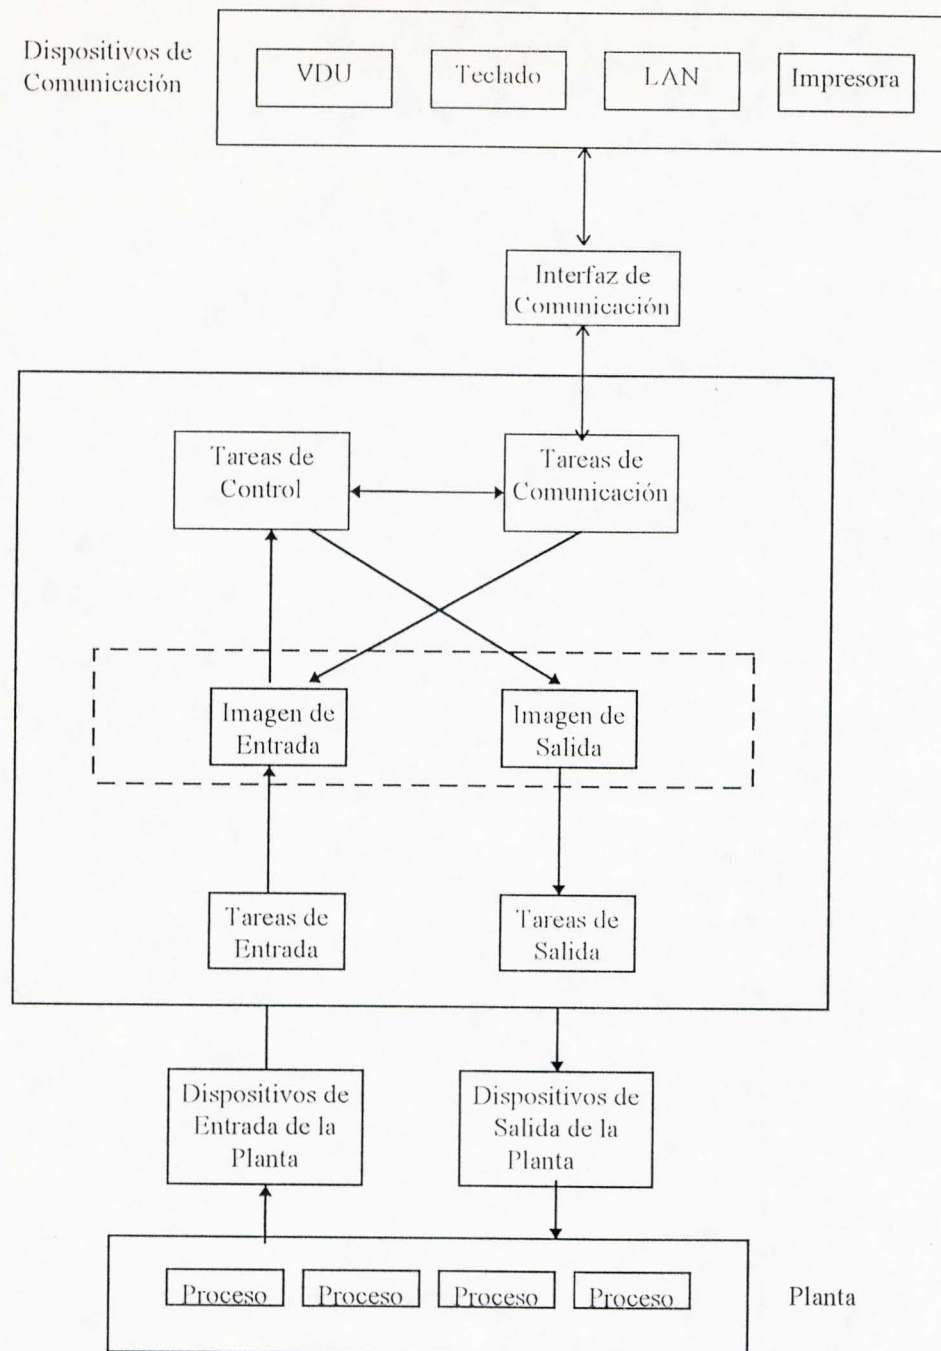 Dispositivos de
Comunicación
VDU
Teclado
LAN
Impresora
Interfaz de
Comunicación
Tareas de
Control
Tareas de
Comunicación
Imagen de
Entrada
Imagen de
Salida
Tareas de
Entrada
Tareas de
Salida
Dispositivos de
Entrada de la
Planta
Dispositivos de
Salida de la
Planta
Proceso
Proceso
Proceso
Proceso
Planta